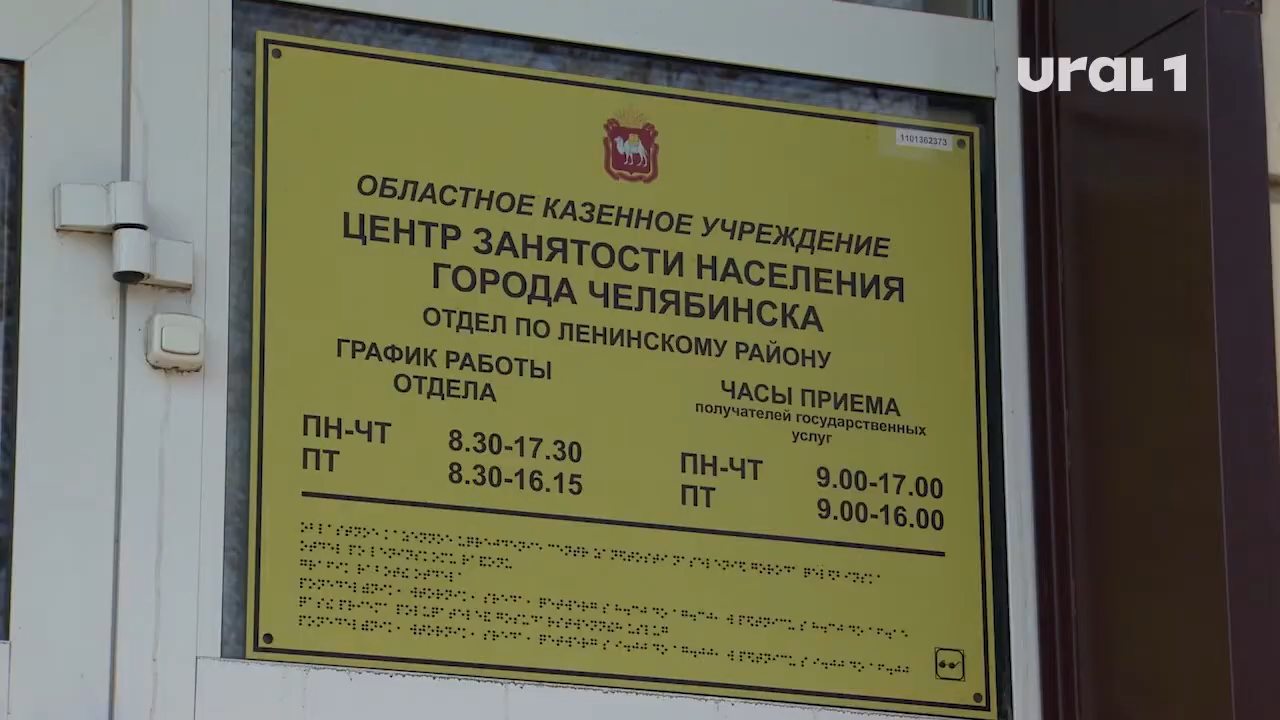 ural 1
1101362373
ОБЛАСТНОЕ КАЗЕННОЕ УЧРЕЖДЕНИЕ
ЦЕНТР ЗАНЯТОСТИ НАСЕЛЕНИЯ
ГОРОДА ЧЕЛЯБИНСКА
ОТДЕЛ ПО ЛЕНИНСКОМУ РАЙОНУ
ГРАФИК РАБОТЫ
ОТДЕЛА
ПН-ЧТ 8.30-17.30
ПТ 8.30-16.15
ЧАСЫ ПРИЕМА
получателей государственных
услуг
ПН-ЧТ 9.00-17.00
ПТ 9.00-16.00